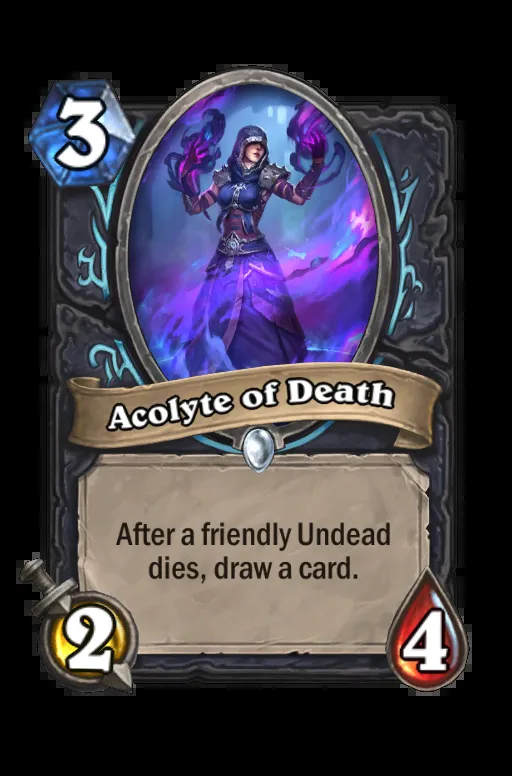 3
Acolyte of Death
After a friendly Undead
dies, draw a card.
2
4